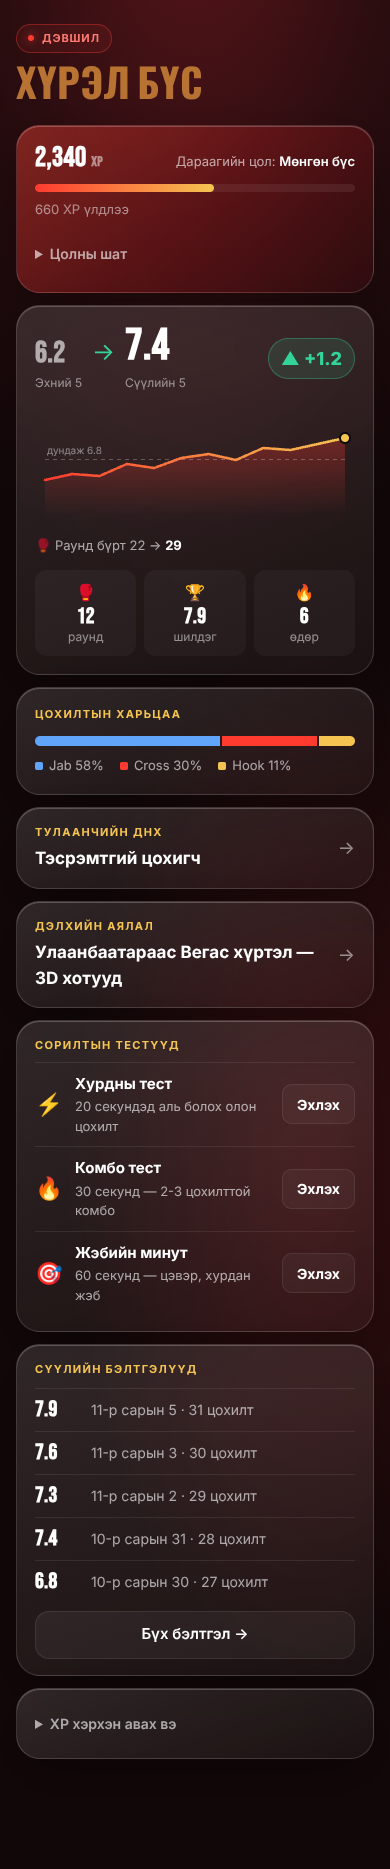 ДЭВШИЛ
ХҮРЭЛ БҮС
2,340 XP
Дараагийн цол: Мөнгөн бүс
660 XP үлдлээ
▶ Цолны шат
6.2 → 7.4
▲ +1.2
Эхний 5
Сүүлийн 5
дундаж 6.8
🥊 Раунд бүрт 22 → 29
🥊 🏆 🔥
12 7.9 6
раунд шилдэг өдөр
ЦОХИЛТЫН ХАРЬЦАА
Jab 58% Cross 30% Hook 11%
ТУЛААНЧИЙН ДНХ
Тэсрэмтгий цохигч →
ДЭЛХИЙН АЯЛАЛ
Улаанбаатараас Вегас хүртэл — →
3D хотууд
СОРИЛТЫН ТЕСТҮҮД
⚡ Хурдны тест
20 секундэд аль болох олон
цохилт
Эхлэх
🔥 Комбо тест
30 секунд — 2-3 цохилттой
комбо
Эхлэх
🎯 Жэбийн минут
60 секунд — цэвэр, хурдан
жэб
Эхлэх
СҮҮЛИЙН БЭЛТГЭЛҮҮД
7.9 11-р сарын 5 · 31 цохилт
7.6 11-р сарын 3 · 30 цохилт
7.3 11-р сарын 2 · 29 цохилт
7.4 10-р сарын 31 · 28 цохилт
6.8 10-р сарын 30 · 27 цохилт
Бүх бэлтгэл →
▶ XP хэрхэн авах вэ